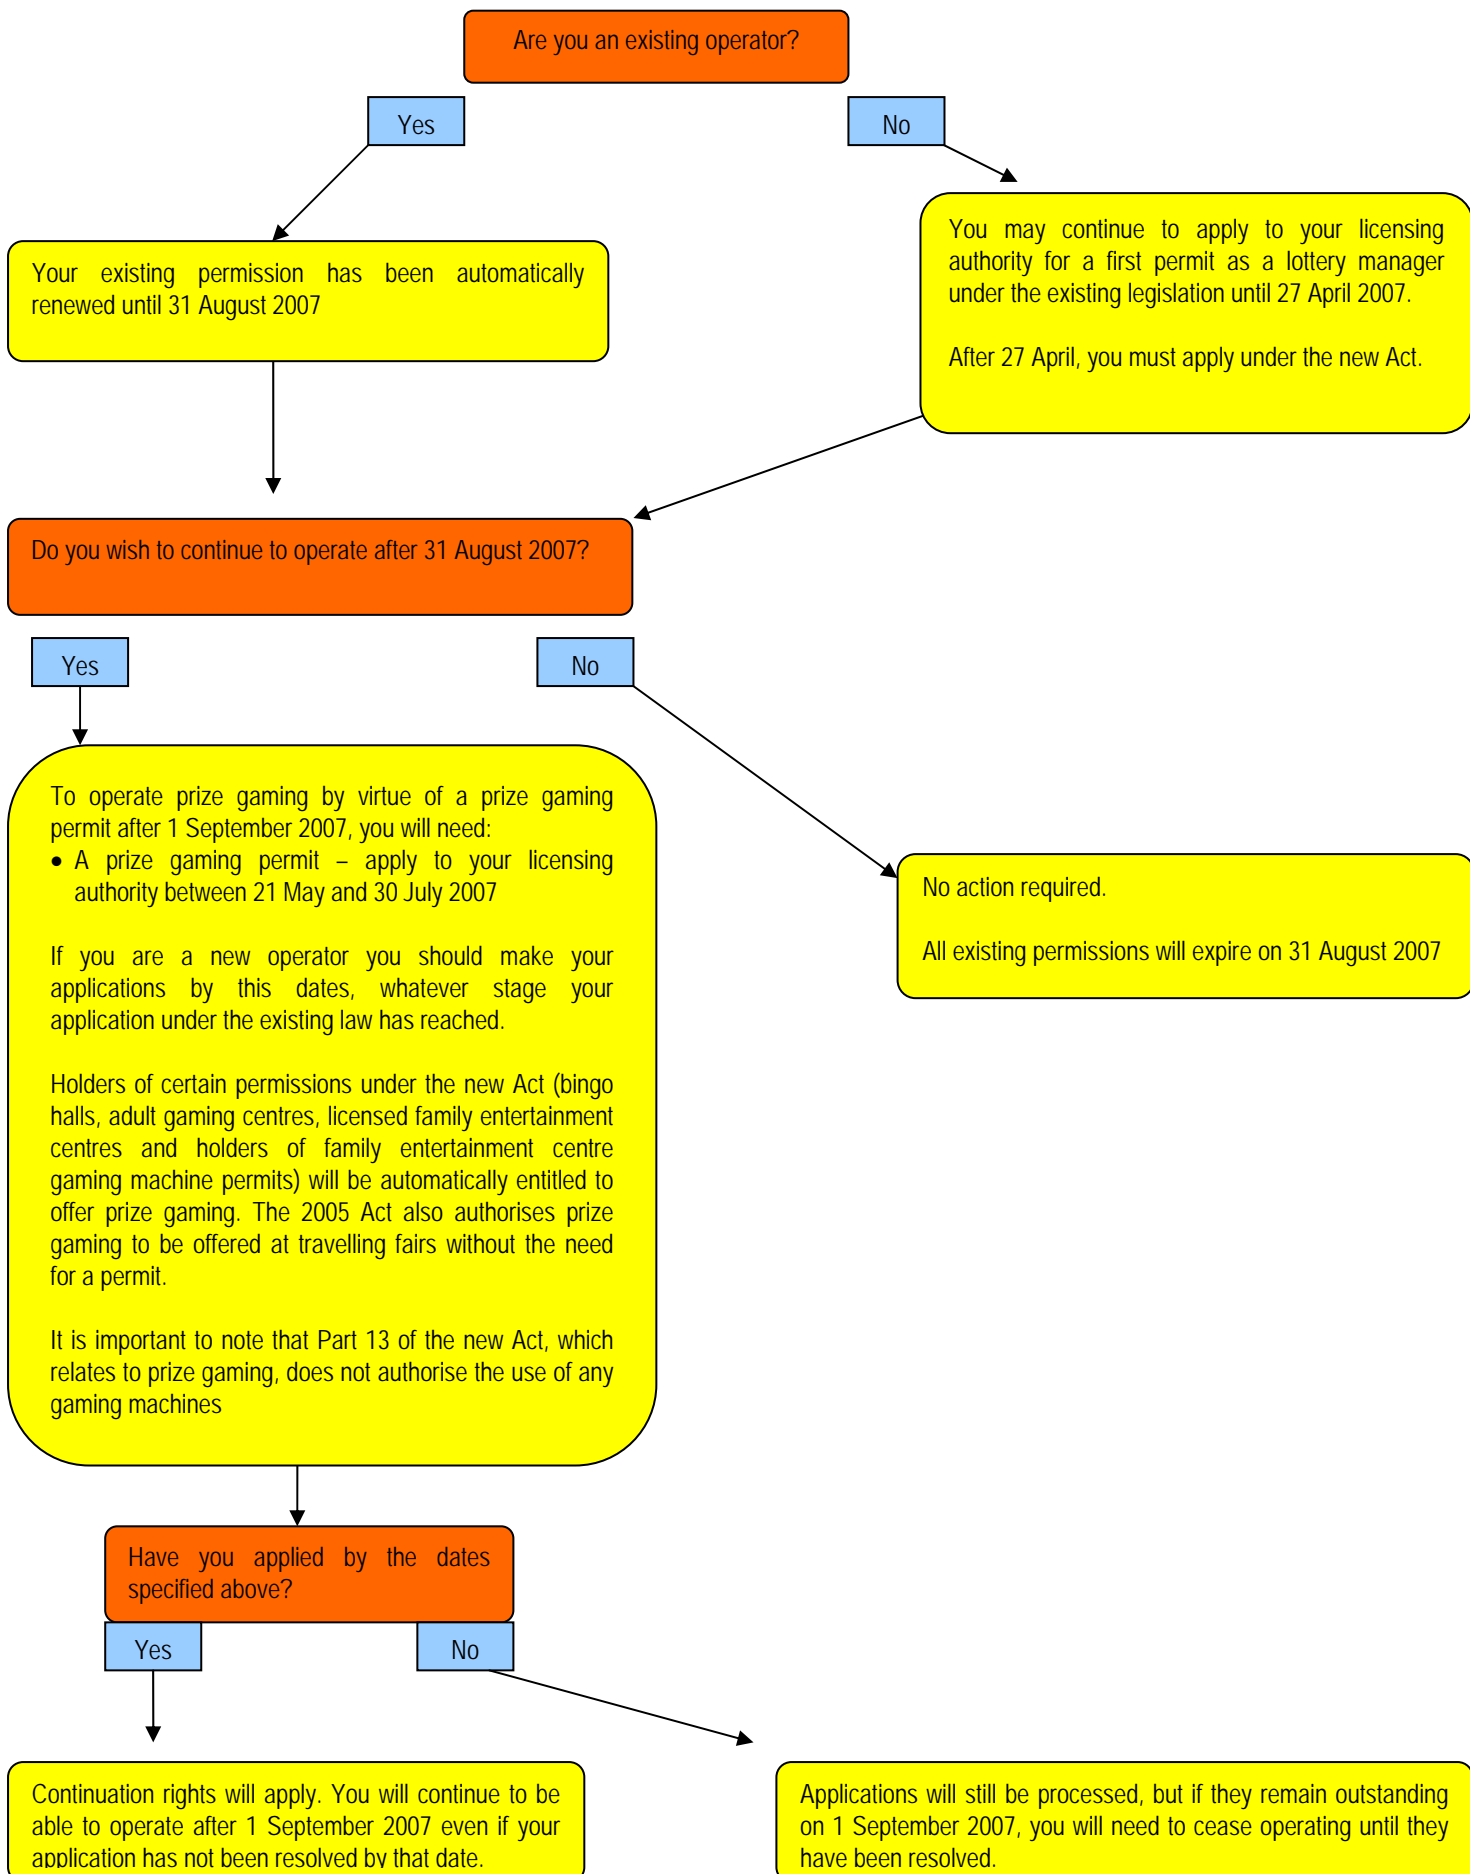 Are you an existing operator?
Yes
No
Your existing permission has been automatically
renewed until 31 August 2007
You may continue to apply to your licensing
authority for a first permit as a lottery manager
under the existing legislation until 27 April 2007.
After 27 April, you must apply under the new Act.
Do you wish to continue to operate after 31 August 2007?
Yes
No
To operate prize gaming by virtue of a prize gaming
permit after 1 September 2007, you will need:
• A prize gaming permit – apply to your licensing
authority between 21 May and 30 July 2007
If you are a new operator you should make your
applications by this dates, whatever stage your
application under the existing law has reached.
Holders of certain permissions under the new Act (bingo
halls, adult gaming centres, licensed family entertainment
centres and holders of family entertainment centre
gaming machine permits) will be automatically entitled to
offer prize gaming. The 2005 Act also authorises prize
gaming to be offered at travelling fairs without the need
for a permit.
It is important to note that Part 13 of the new Act, which
relates to prize gaming, does not authorise the use of any
gaming machines
No action required.
All existing permissions will expire on 31 August 2007
Have you applied by the dates
specified above?
Yes
No
Continuation rights will apply. You will continue to be
able to operate after 1 September 2007 even if your
application has not been resolved by that date.
Applications will still be processed, but if they remain outstanding
on 1 September 2007, you will need to cease operating until they
have been resolved.